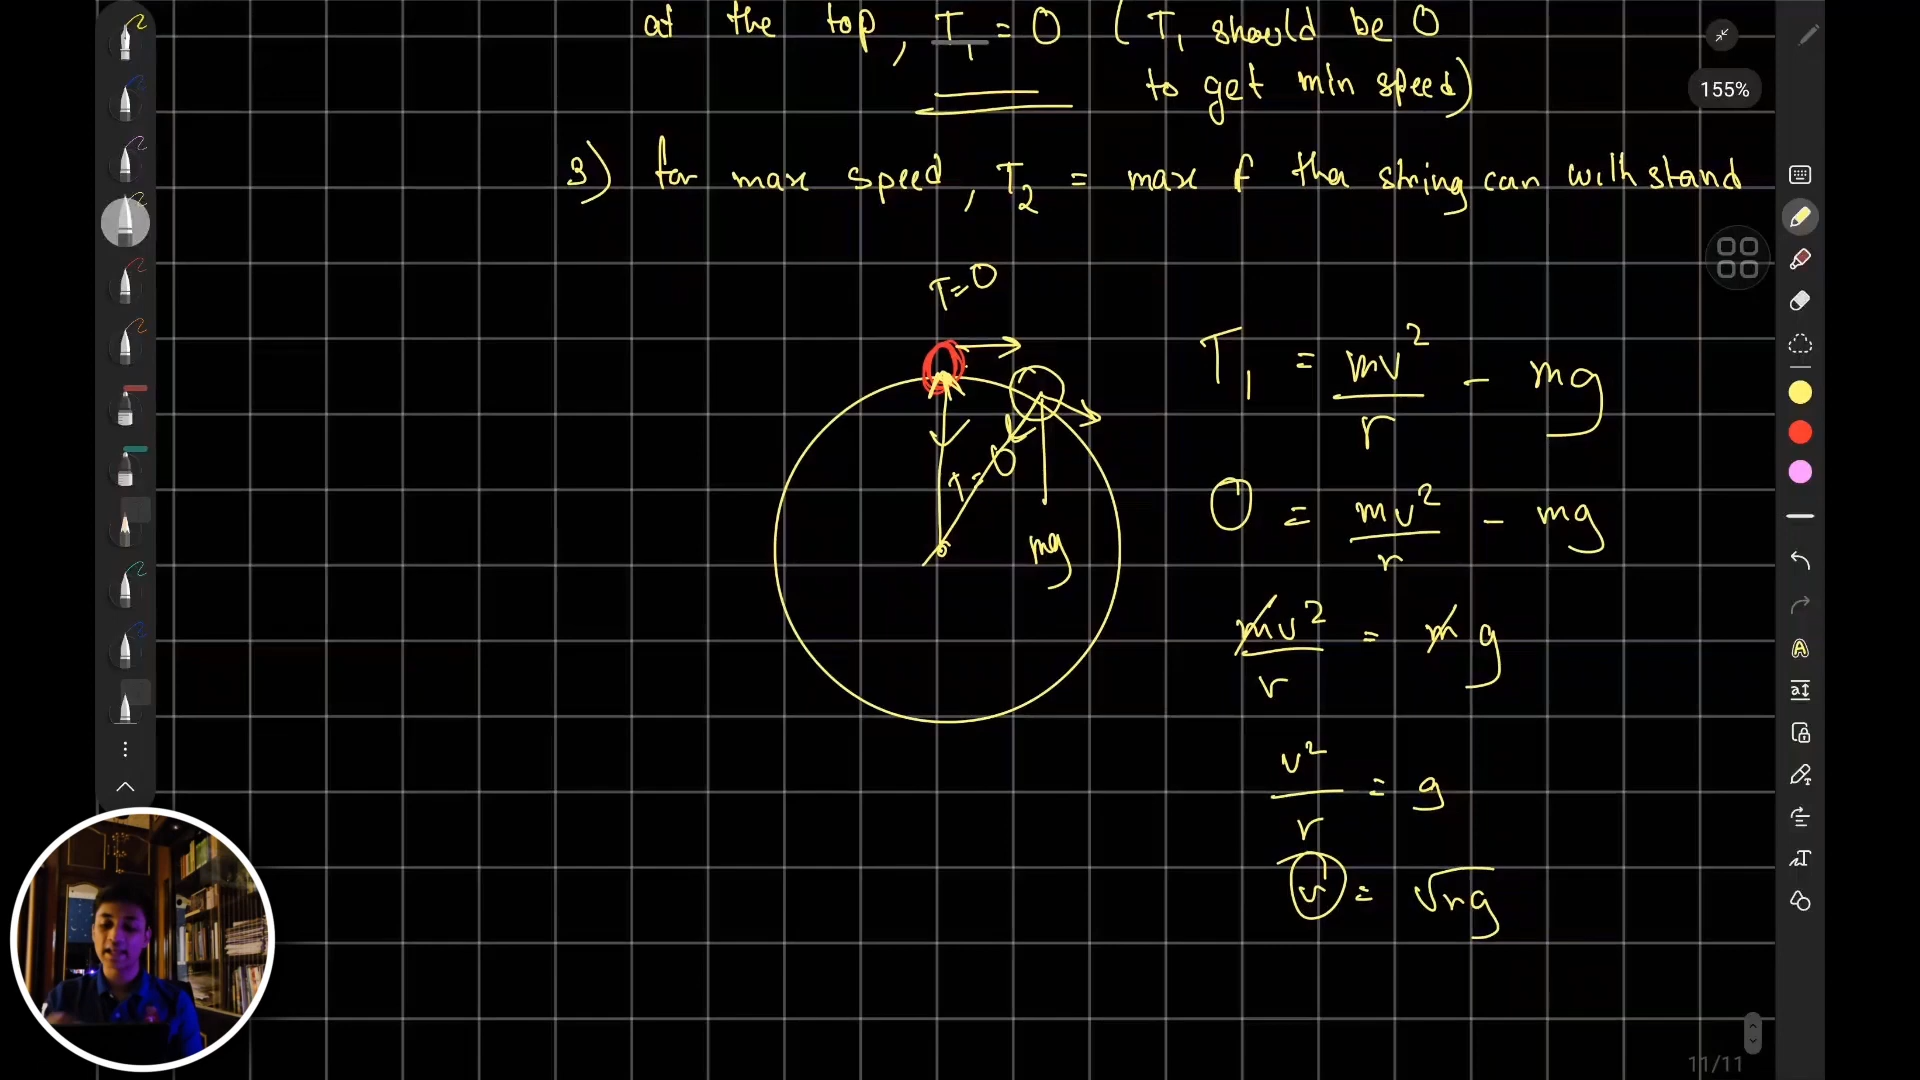 at the top, T₁ = 0 (T₁ should be 0
to get min speed)
155%
3) for max speed, T₂ = max f tha string can withstand
T=0
T₁ = mv²/r - mg
T=0
mg
0 = mv²/r - mg
mv²/r = mg
v²/r = g
v = √rg
11/11